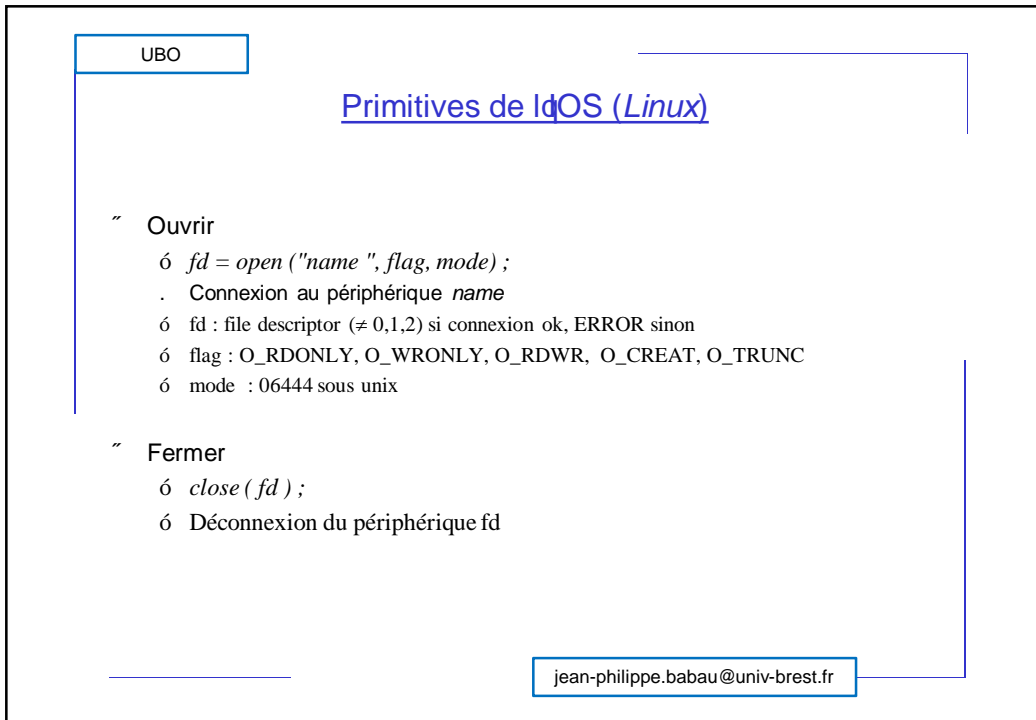 UBO
Primitives de lqOS (Linux)
˝ Ouvrir
ó fd = open ("name ", flag, mode) ;
. Connexion au périphérique name
ó fd : file descriptor (≠ 0,1,2) si connexion ok, ERROR sinon
ó flag : O_RDONLY, O_WRONLY, O_RDWR, O_CREAT, O_TRUNC
ó mode : 06444 sous unix
˝ Fermer
ó close ( fd ) ;
ó Déconnexion du périphérique fd
jean-philippe.babau@univ-brest.fr